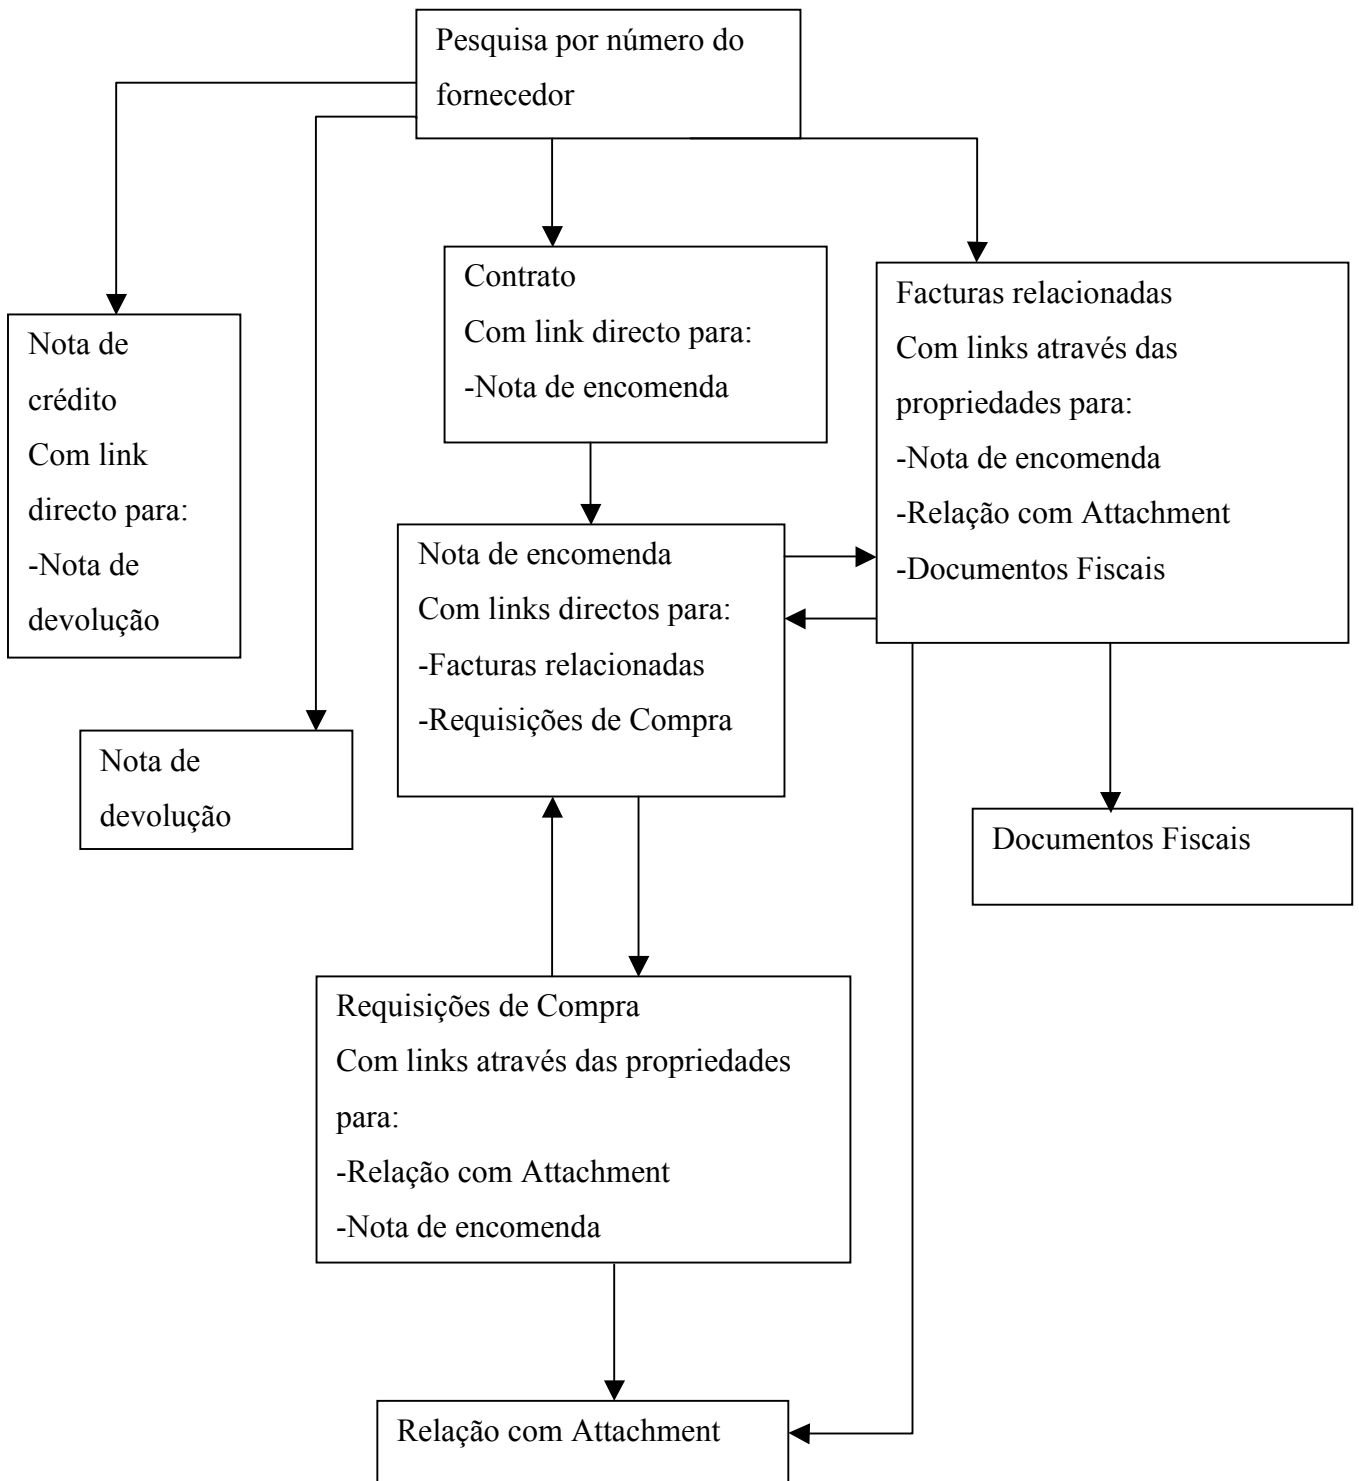 Pesquisa por número do
fornecedor
Contrato
Com link directo para:
-Nota de encomenda
Facturas relacionadas
Com links através das
propriedades para:
-Nota de encomenda
-Relação com Attachment
-Documentos Fiscais
Nota de
crédito
Com link
directo para:
-Nota de
devolução
Nota de encomenda
Com links directos para:
-Facturas relacionadas
-Requisições de Compra
Nota de
devolução
Documentos Fiscais
Requisições de Compra
Com links através das propriedades
para:
-Relação com Attachment
-Nota de encomenda
Relação com Attachment